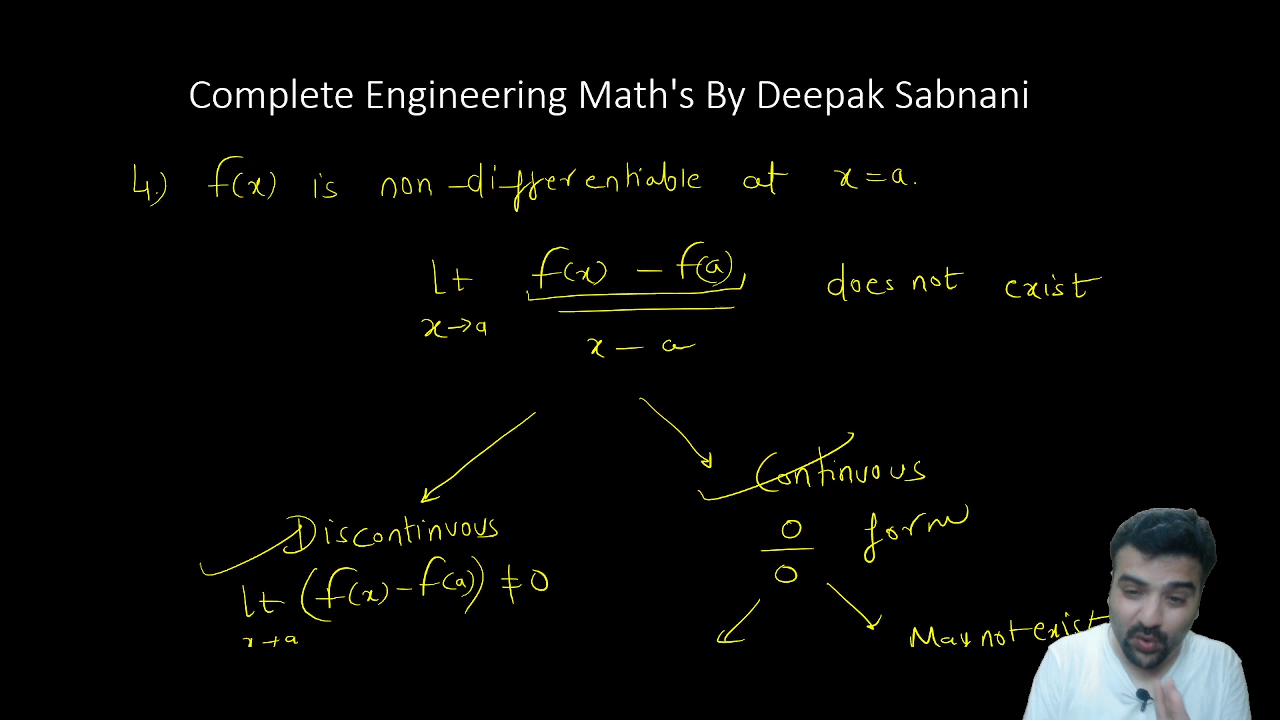 Complete Engineering Math's By Deepak Sabnani
4.) f(x) is non-differentiable at x=a.
Lt f(x) - f(a) does not exist
x→a x - a
Continuous
Discontinuous
0/0 form
Lt (f(x) - f(a)) ≠ 0
x→a
May not exist